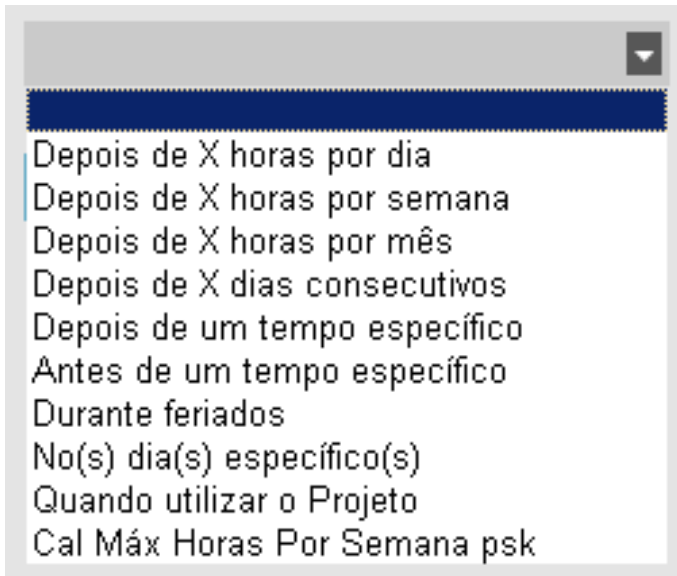 Depois de X horas por dia
Depois de X horas por semana
Depois de X horas por mês
Depois de X dias consecutivos
Depois de um tempo específico
Antes de um tempo específico
Durante feriados
No(s) dia(s) específico(s)
Quando utilizar o Projeto
Cal Máx Horas Por Semana psk